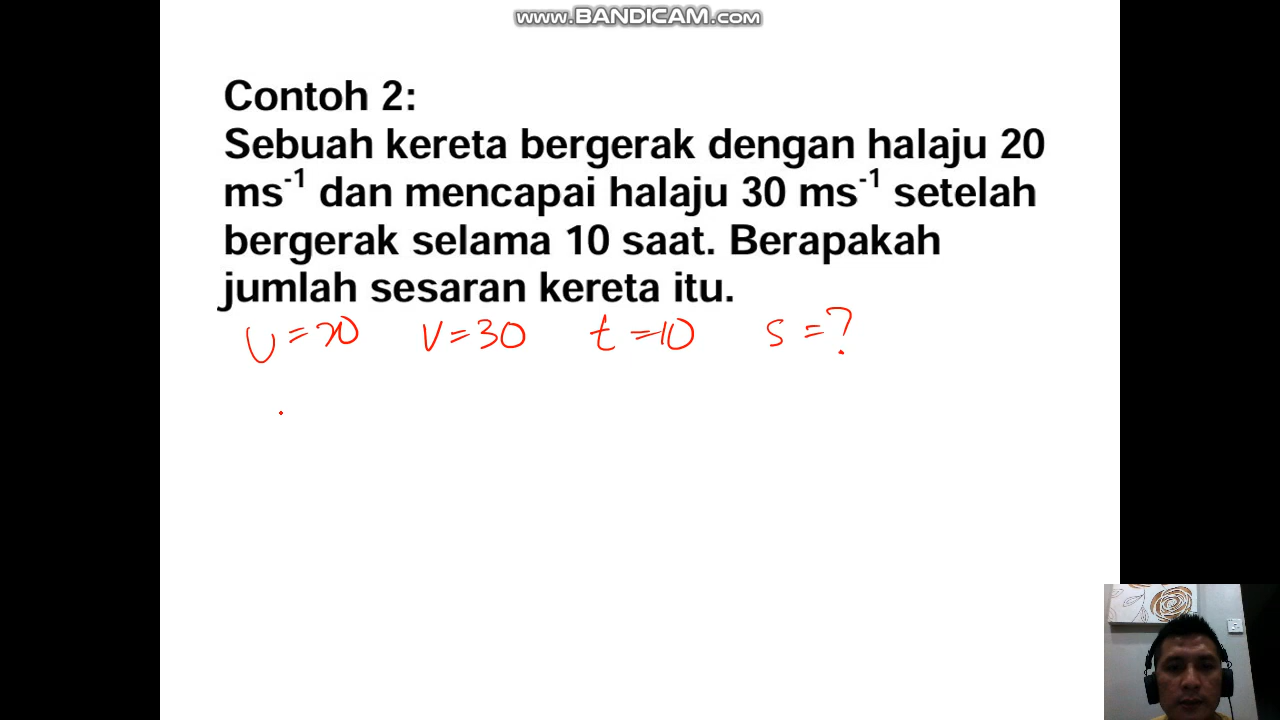 www.BANDICAM.com
Contoh 2:
Sebuah kereta bergerak dengan halaju 20
ms⁻¹ dan mencapai halaju 30 ms⁻¹ setelah
bergerak selama 10 saat. Berapakah
jumlah sesaran kereta itu.
U = 20 V = 30 t = 10 s = ?